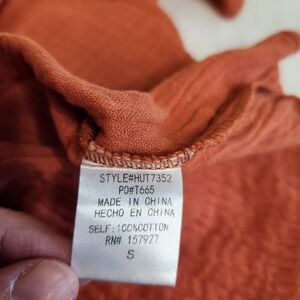 STYLE#HUT7352
PO#T665
MADE IN CHINA
HECHO EN CHINA
SELF:100%COTTON
RN# 157927
S